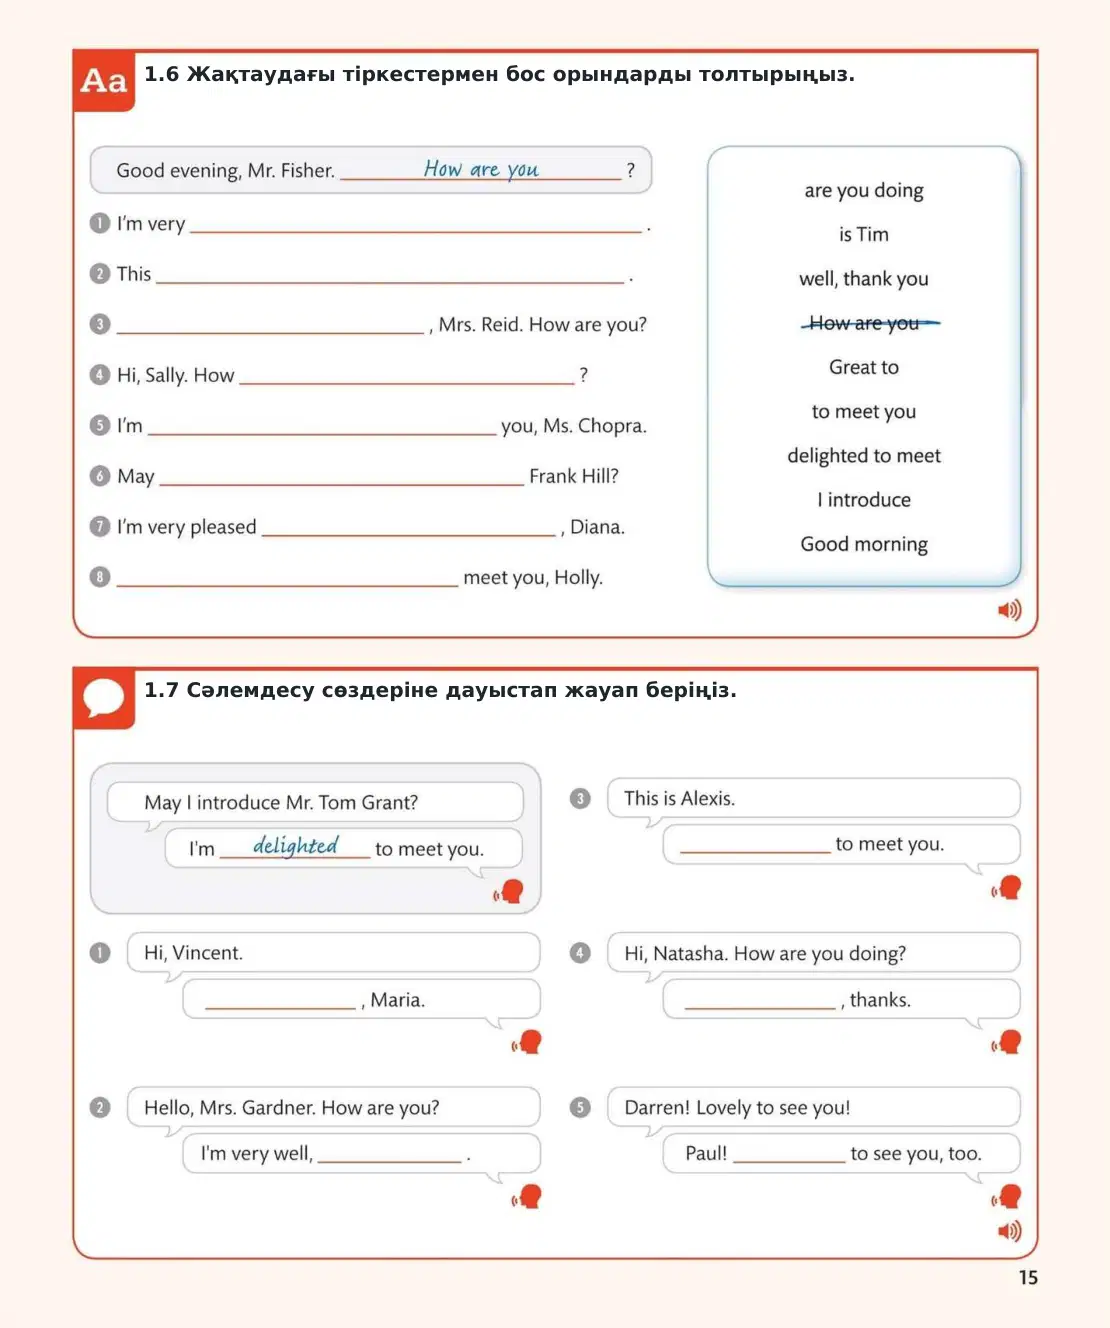 Aa
1.6 Жақтаудағы тіркестермен бос орындарды толтырыңыз.
Good evening, Mr. Fisher. How are you ?
1 I'm very .
2 This .
3 , Mrs. Reid. How are you?
4 Hi, Sally. How ?
5 I'm you, Ms. Chopra.
6 May Frank Hill?
7 I'm very pleased , Diana.
8 meet you, Holly.
are you doing
is Tim
well, thank you
How are you
Great to
to meet you
delighted to meet
I introduce
Good morning
1.7 Сәлемдесу сөздеріне дауыстап жауап беріңіз.
May I introduce Mr. Tom Grant?
I'm delighted to meet you.
1 Hi, Vincent.
, Maria.
2 Hello, Mrs. Gardner. How are you?
I'm very well, .
3 This is Alexis.
to meet you.
4 Hi, Natasha. How are you doing?
, thanks.
5 Darren! Lovely to see you!
Paul! to see you, too.
15